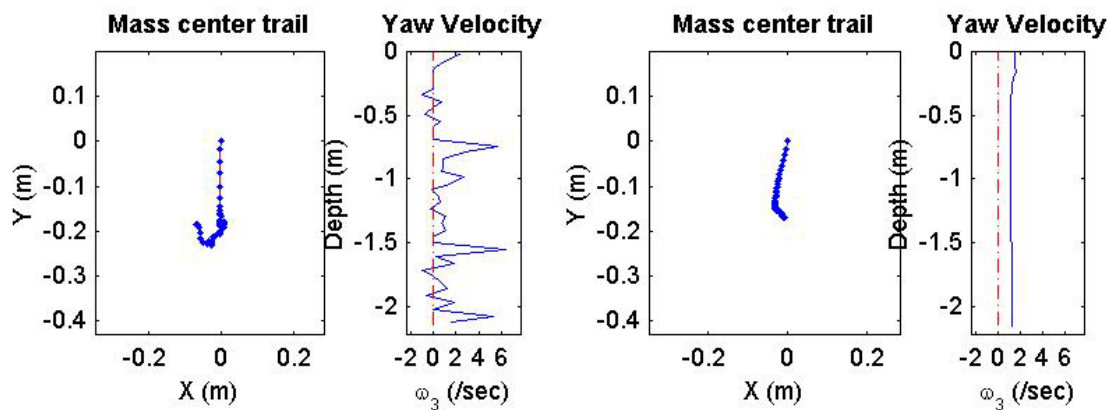 Mass center trail
Yaw Velocity
Mass center trail
Yaw Velocity
0.1
0
-0.1
-0.2
-0.3
-0.4
Y (m)
-0.2
0
0.2
X (m)
0
-0.5
-1
-1.5
-2
Depth (m)
-2 0 2 4 6
ω3 (/sec)
0.1
0
-0.1
-0.2
-0.3
-0.4
Y (m)
-0.2
0
0.2
X (m)
0
-0.5
-1
-1.5
-2
Depth (m)
-2 0 2 4 6
ω3 (/sec)